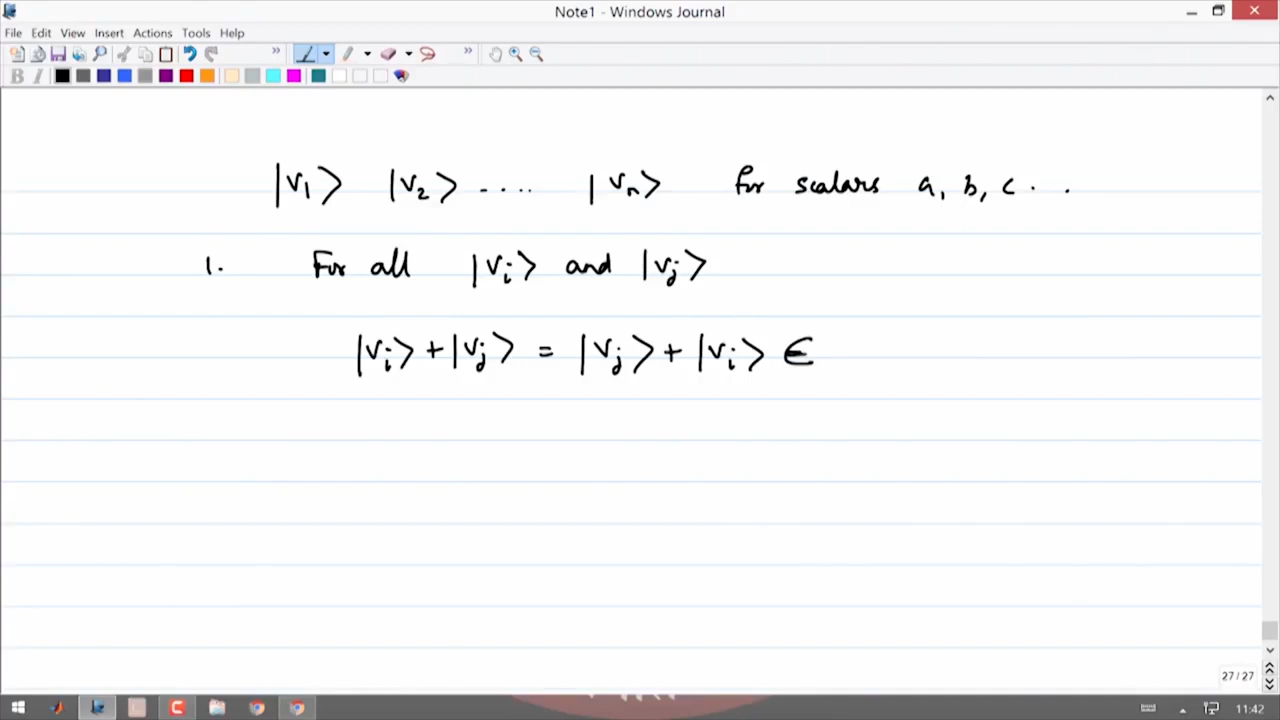 Note1 - Windows Journal
File Edit View Insert Actions Tools Help
B I
|v₁⟩ |v₂⟩ ..... |vₙ⟩ for scalars a, b, c . .
1. For all |vᵢ⟩ and |vⱼ⟩
|vᵢ⟩ + |vⱼ⟩ = |vⱼ⟩ + |vᵢ⟩ ∈
27/27
11:42